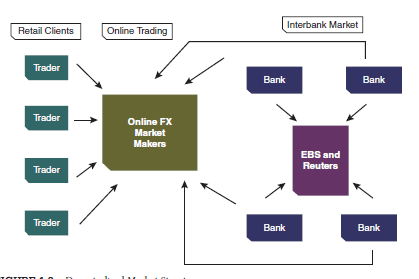 Retail Clients
Online Trading
Interbank Market
Trader
Trader
Trader
Trader
Online FX
Market
Makers
Bank
Bank
EBS and
Reuters
Bank
Bank